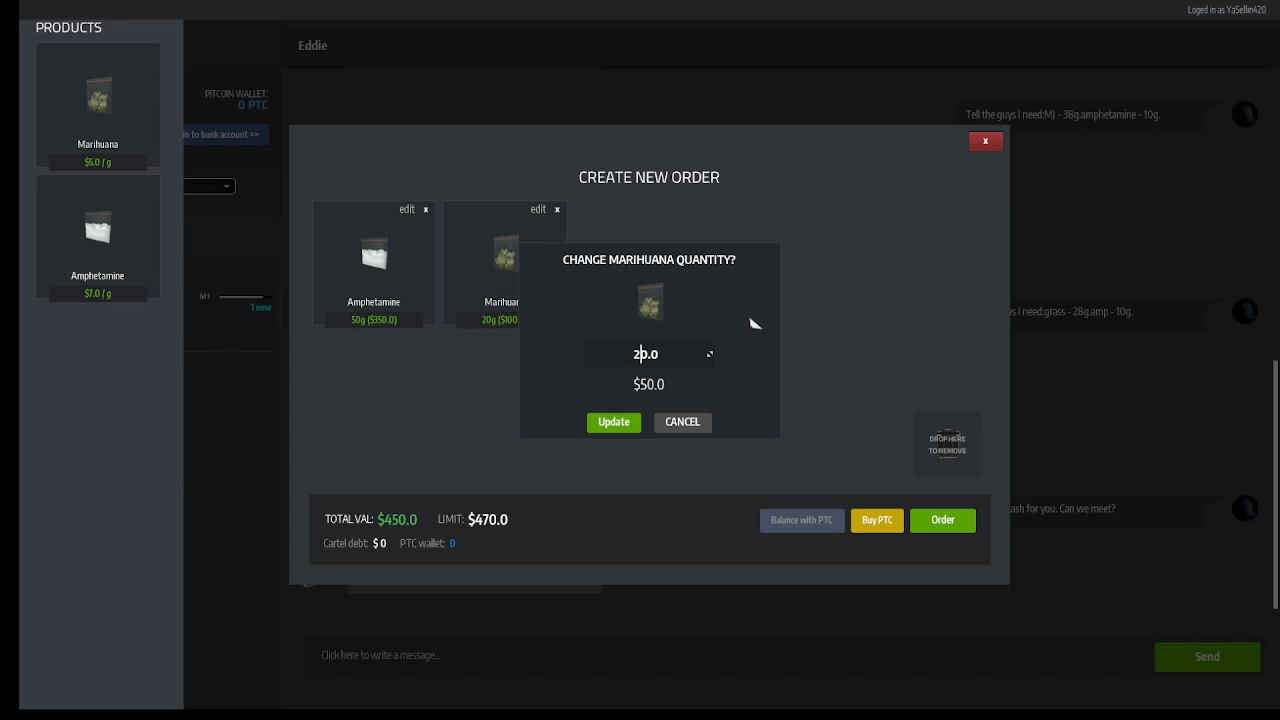 Loged in as YaSellin420
PRODUCTS
Marihuana
$5.0 / g
Amphetamine
$7.0 / g
Eddie
PITCOIN WALLET:
0 PTC
in to bank account >>
lvl 1
1 new
Tell the guys I need:MJ - 38g.amphetamine - 10g.
I need:grass - 28g.amp - 10g.
for you. Can we meet?
x
CREATE NEW ORDER
edit x
Amphetamine
50g ($350.0)
edit x
20g ($100.
CHANGE MARIHUANA QUANTITY?
20.0
$50.0
Update
CANCEL
DROP HERE
TO REMOVE
TOTAL VAL: $450.0 LIMIT: $470.0
Cartel debt: $ 0 PTC wallet: 0
Balance with PTC
Buy PTC
Order
Click here to write a message...
Send